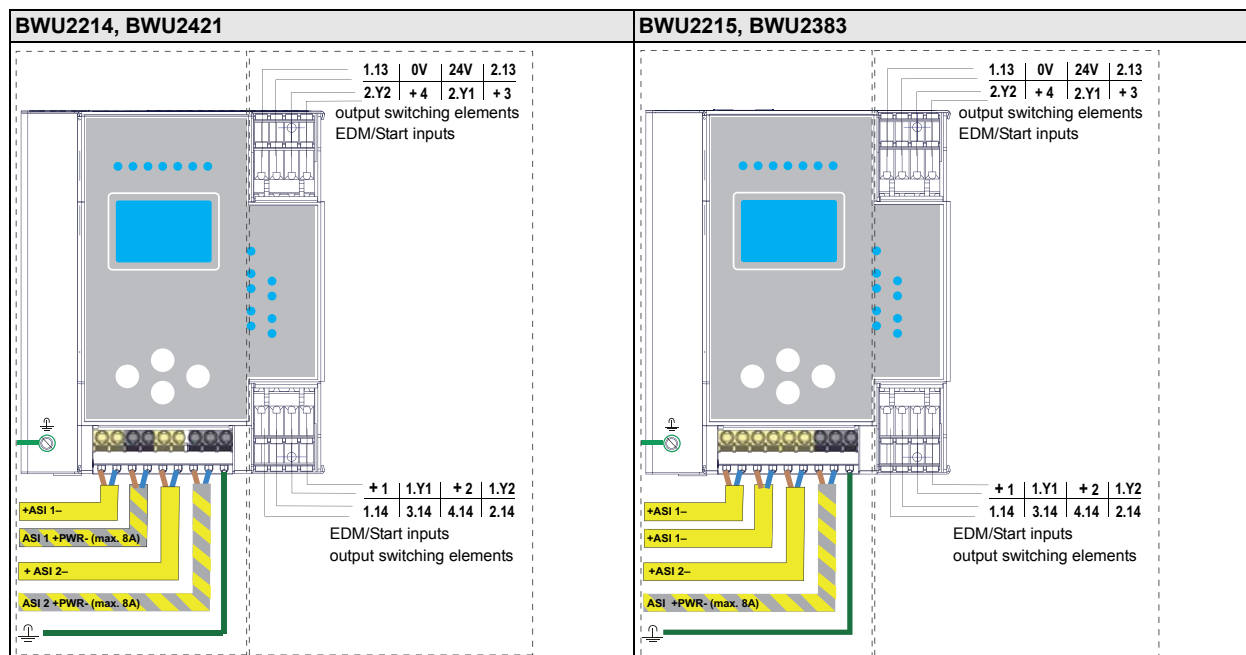 BWU2214, BWU2421
1.13 | 0V | 24V | 2.13
2.Y2 | + 4 | 2.Y1 | + 3
output switching elements
EDM/Start inputs
+ 1 | 1.Y1 | + 2 | 1.Y2
1.14 | 3.14 | 4.14 | 2.14
EDM/Start inputs
output switching elements
+ASI 1–
ASI 1 +PWR- (max. 8A)
+ ASI 2–
ASI 2 +PWR- (max. 8A)
BWU2215, BWU2383
1.13 | 0V | 24V | 2.13
2.Y2 | + 4 | 2.Y1 | + 3
output switching elements
EDM/Start inputs
+ 1 | 1.Y1 | + 2 | 1.Y2
1.14 | 3.14 | 4.14 | 2.14
EDM/Start inputs
output switching elements
+ASI 1–
+ASI 1–
+ASI 2–
ASI +PWR- (max. 8A)